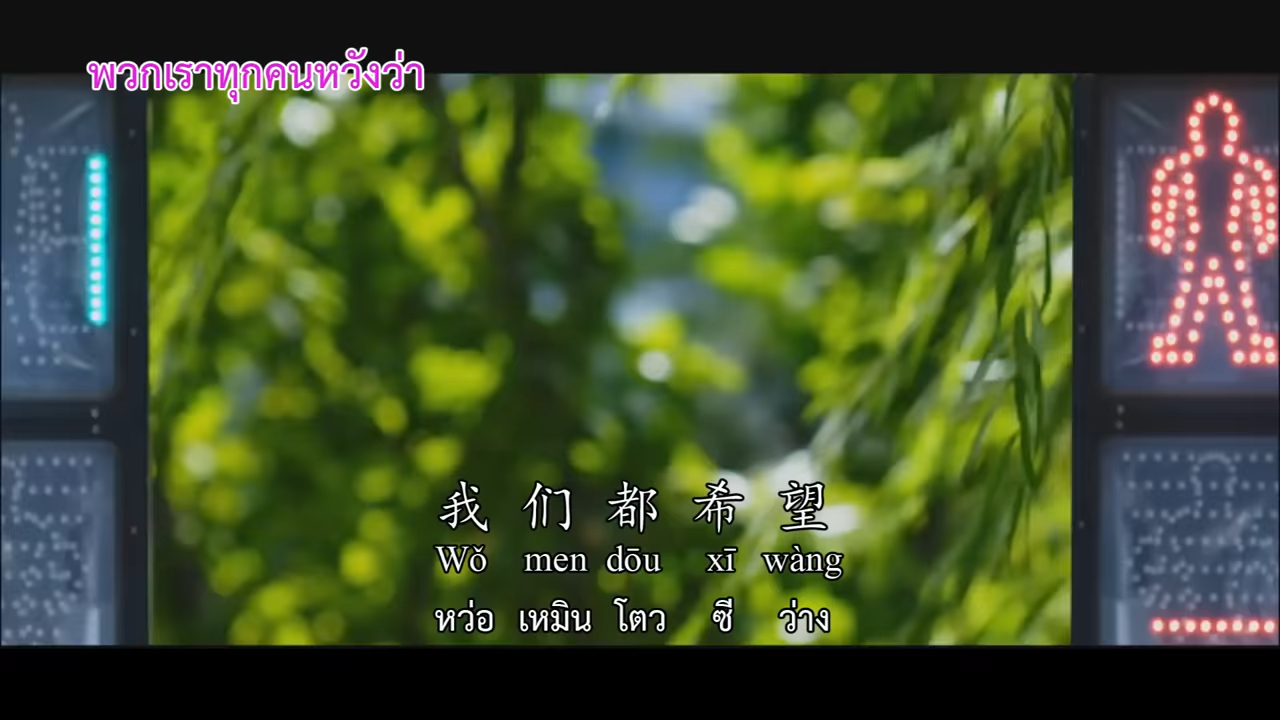 พวกเราทุกคนหวังว่า
我 们 都 希 望
Wǒ men dōu xī wàng
หว่อ เหมิน โตว ซี ว่าง